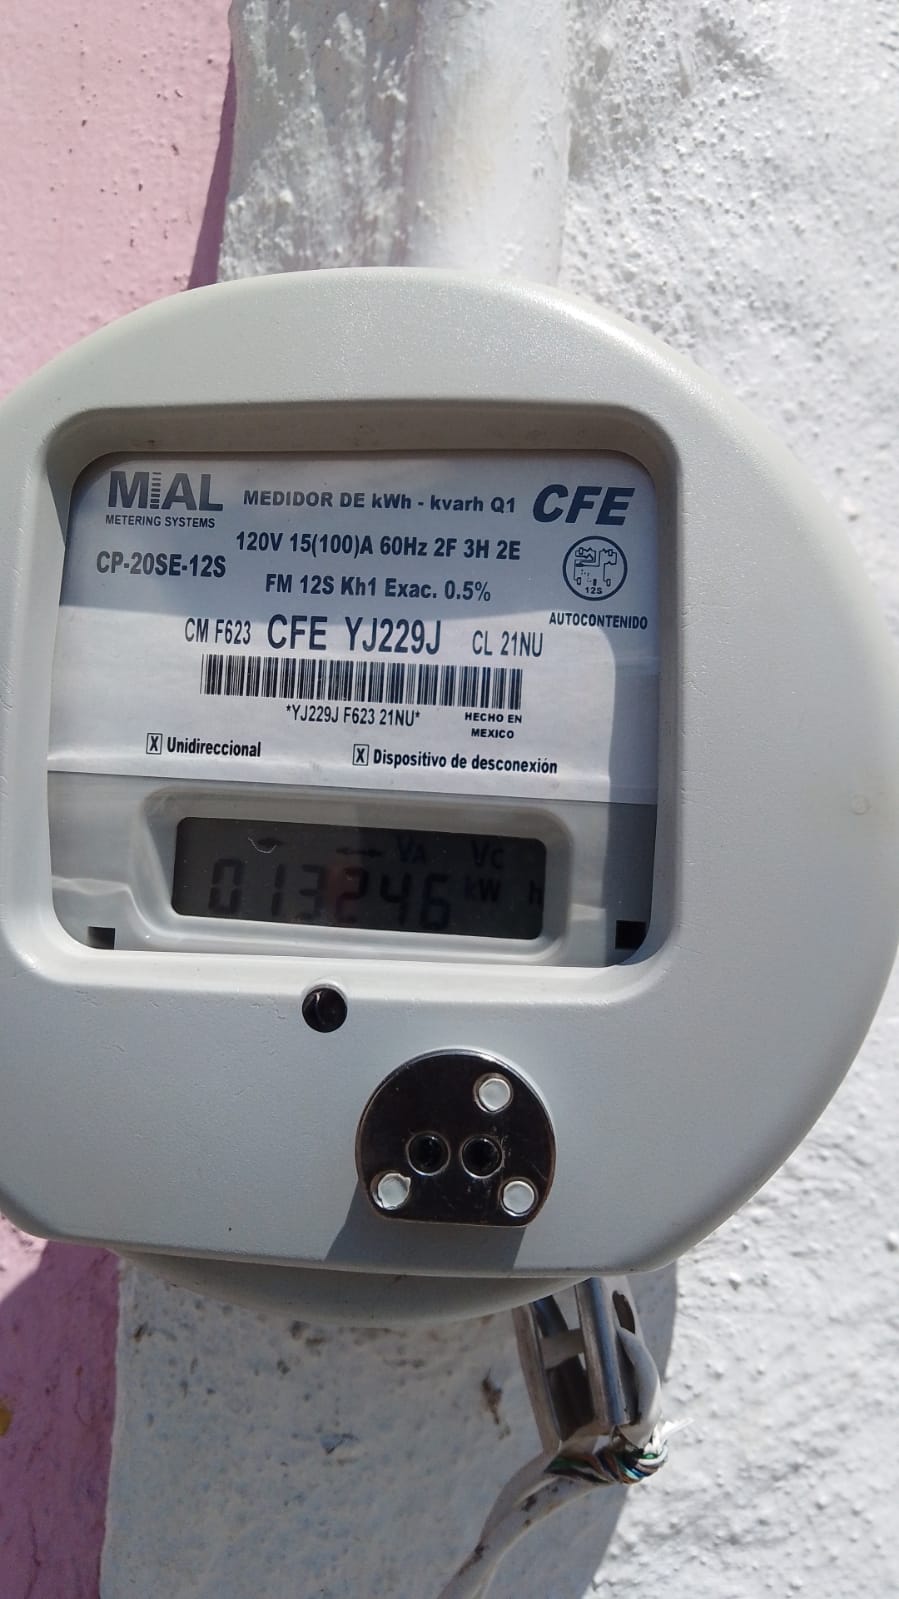 MIAL
METERING SYSTEMS
MEDIDOR DE kWh - kvarh Q1
CFE
120V 15(100)A 60Hz 2F 3H 2E
CP-20SE-12S
FM 12S Kh1 Exac. 0.5%
12S
AUTOCONTENIDO
CM F623 CFE YJ229J CL 21NU
*YJ229J F623 21NU*
HECHO EN
MEXICO
X Unidireccional
X Dispositivo de desconexión
VA VC
013246 kW h